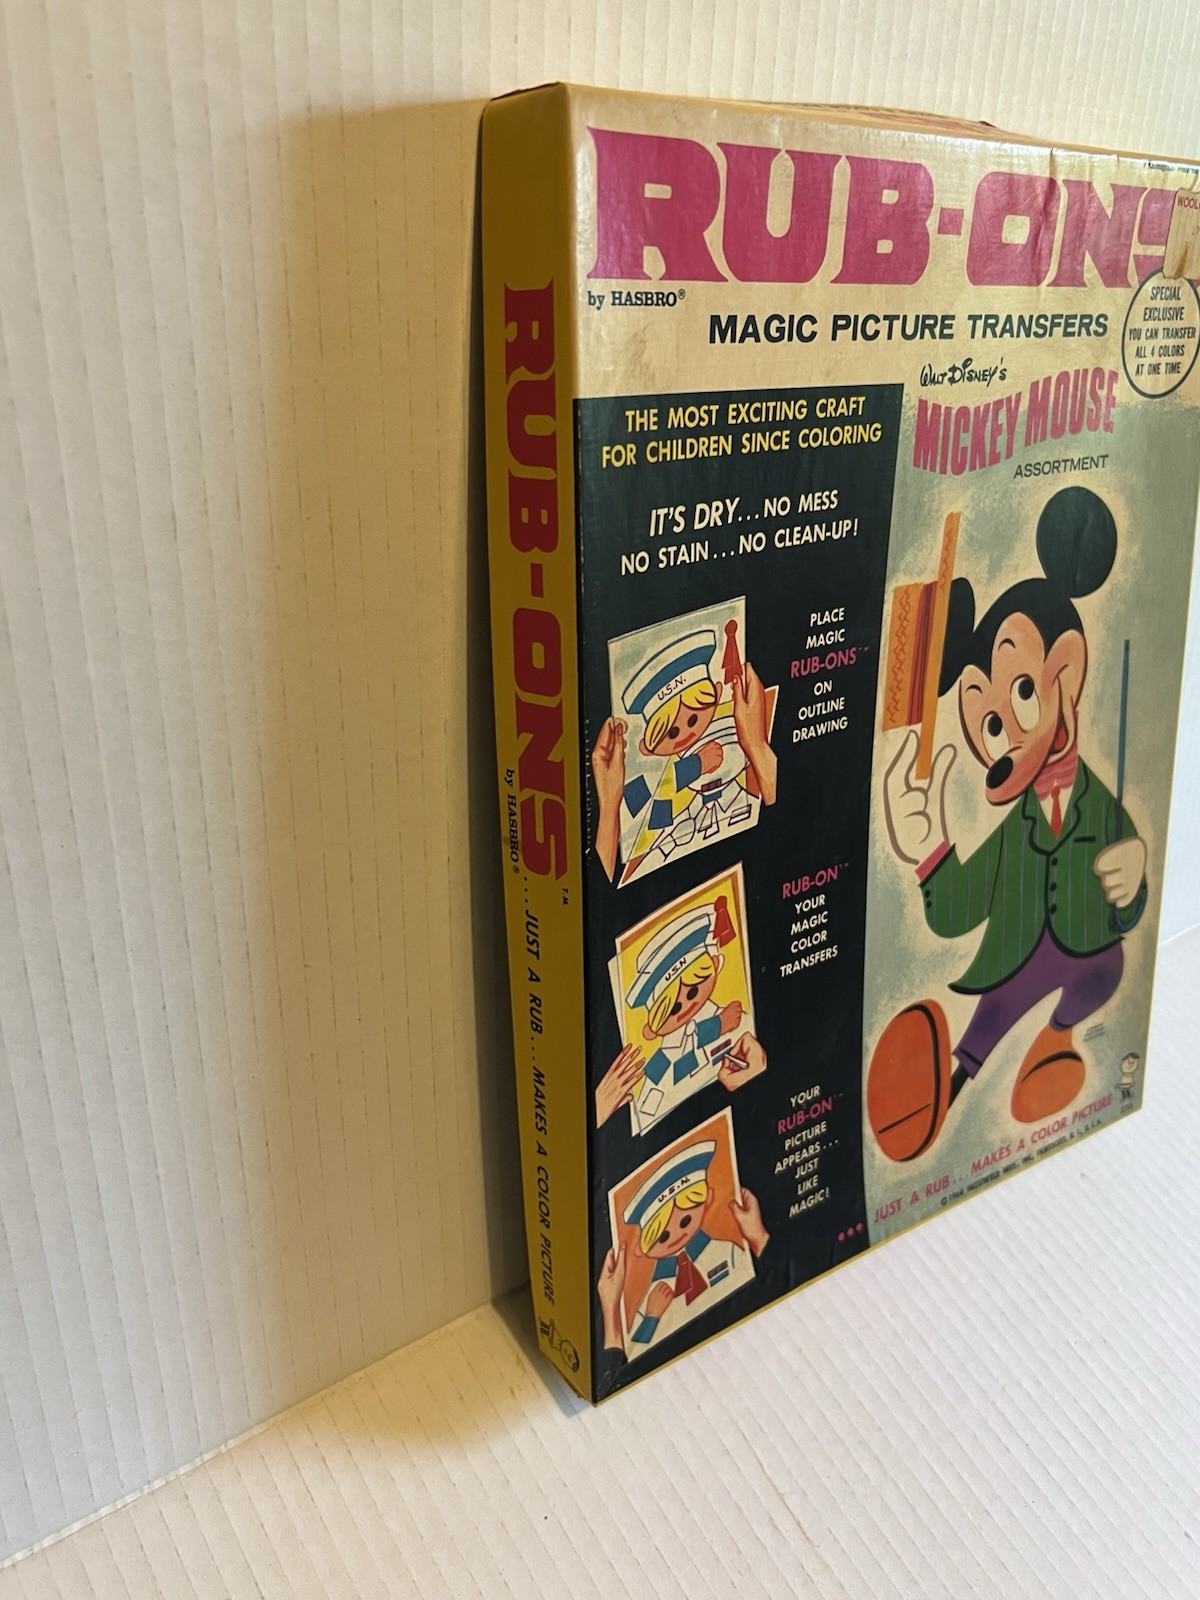 RUB-ONS
by HASBRO®
MAGIC PICTURE TRANSFERS
SPECIAL
EXCLUSIVE
YOU CAN TRANSFER
ALL 4 COLORS
AT ONE TIME
WALT DISNEY'S
MICKEY MOUSE
ASSORTMENT
THE MOST EXCITING CRAFT
FOR CHILDREN SINCE COLORING
IT'S DRY...NO MESS
NO STAIN...NO CLEAN-UP!
PLACE
MAGIC
RUB-ONS™
ON
OUTLINE
DRAWING
U.S.N.
RUB-ON™
YOUR
MAGIC
COLOR
TRANSFERS
U.S.N
YOUR
RUB-ON™
PICTURE
APPEARS...
JUST
LIKE
MAGIC!
U.S.N.
...JUST A RUB...MAKES A COLOR PICTURE
RUB-ONS T.M.
by HASBRO®
...JUST A RUB...MAKES A COLOR PICTURE